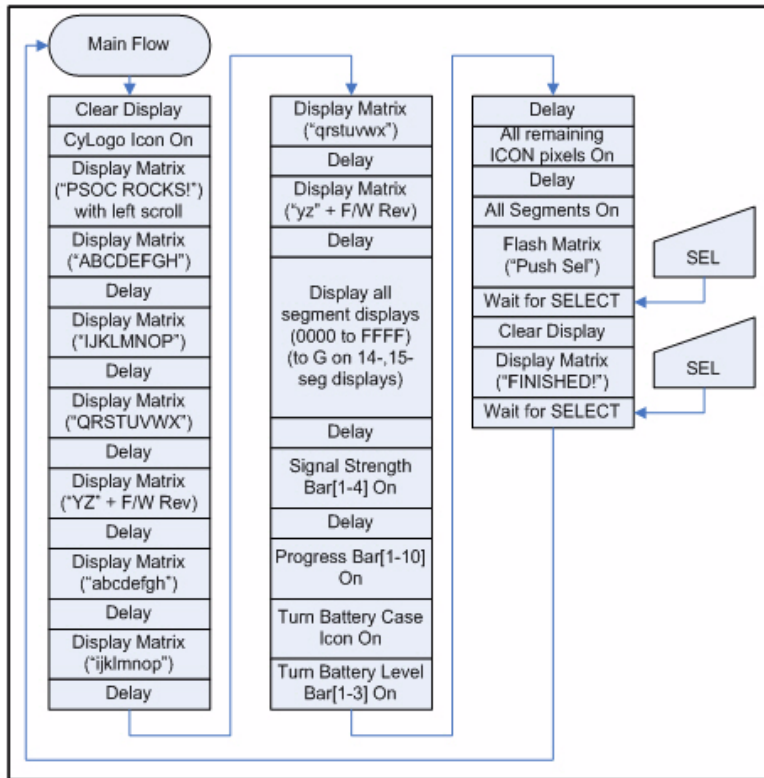 Main Flow
Clear Display
CyLogo Icon On
Display Matrix
(“PSOC ROCKS!”)
with left scroll
Display Matrix
(“ABCDEFGH”)
Delay
Display Matrix
(“IJKLMNOP”)
Delay
Display Matrix
(“QRSTUVWX”)
Delay
Display Matrix
(“YZ” + F/W Rev)
Delay
Display Matrix
(“abcdefgh”)
Delay
Display Matrix
(“ijklmnop”)
Delay
Display Matrix
(“qrstuvwx”)
Delay
Display Matrix
(“yz” + F/W Rev)
Delay
Display all
segment displays
(0000 to FFFF)
(to G on 14-,15-
seg displays)
Delay
Signal Strength
Bar[1-4] On
Delay
Progress Bar[1-10]
On
Turn Battery Case
Icon On
Turn Battery Level
Bar[1-3] On
Delay
All remaining
ICON pixels On
Delay
All Segments On
Flash Matrix
(“Push Sel”)
Wait for SELECT
Clear Display
Display Matrix
(“FINISHED!”)
Wait for SELECT
SEL
SEL